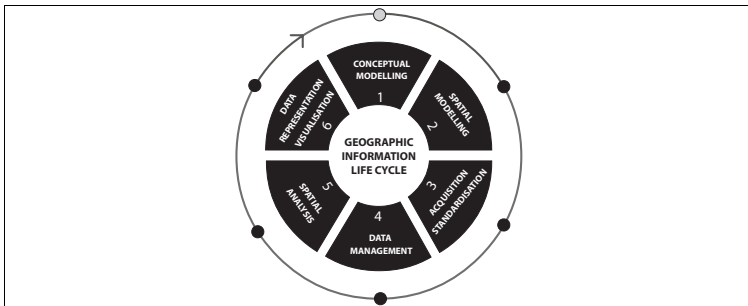 CONCEPTUAL
MODELLING
1
SPATIAL
MODELLING
2
ACQUISITION
STANDARDISATION
3
4
DATA
MANAGEMENT
SPATIAL
ANALYSIS
5
DATA
REPRESENTATION
VISUALISATION
6
GEOGRAPHIC
INFORMATION
LIFE CYCLE